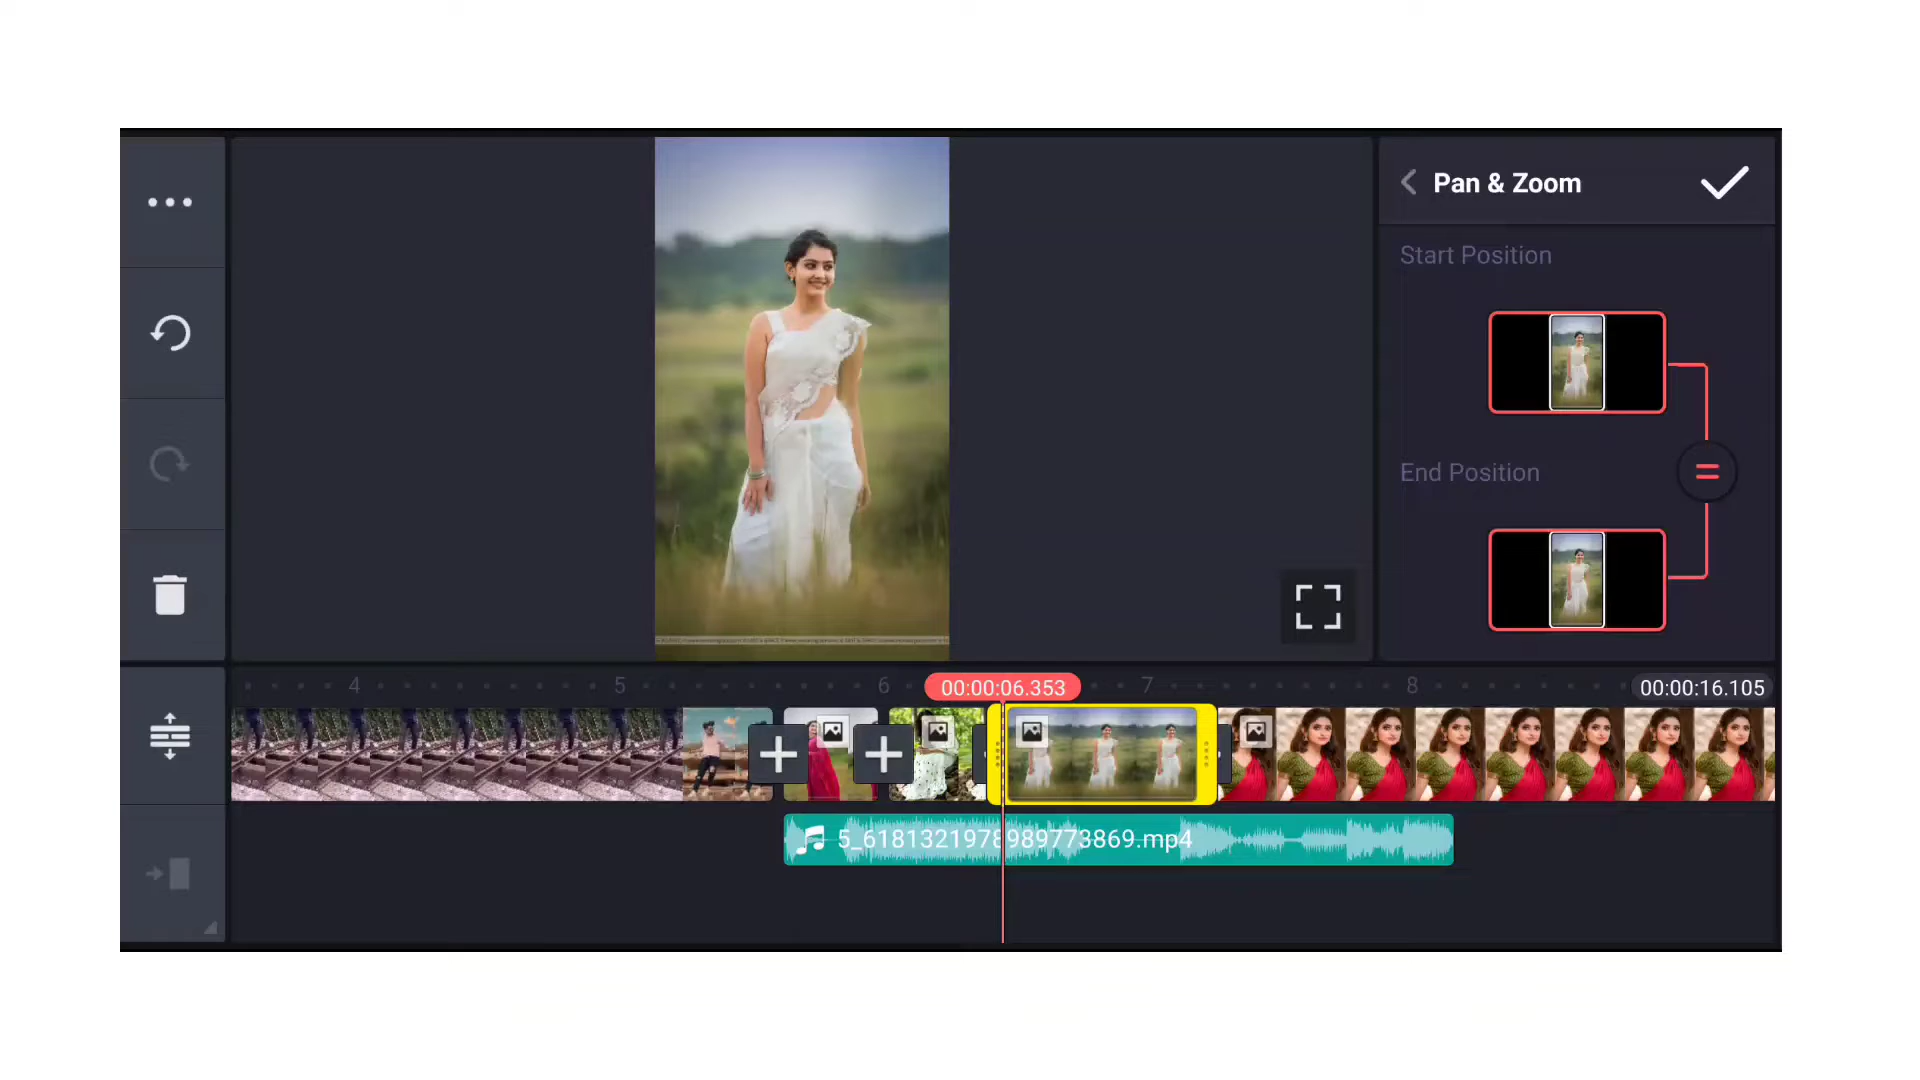 Pan & Zoom
Start Position
End Position
4 5 6 00:00:06.353 7 8 00:00:16.105
5_6181321978989773869.mp4